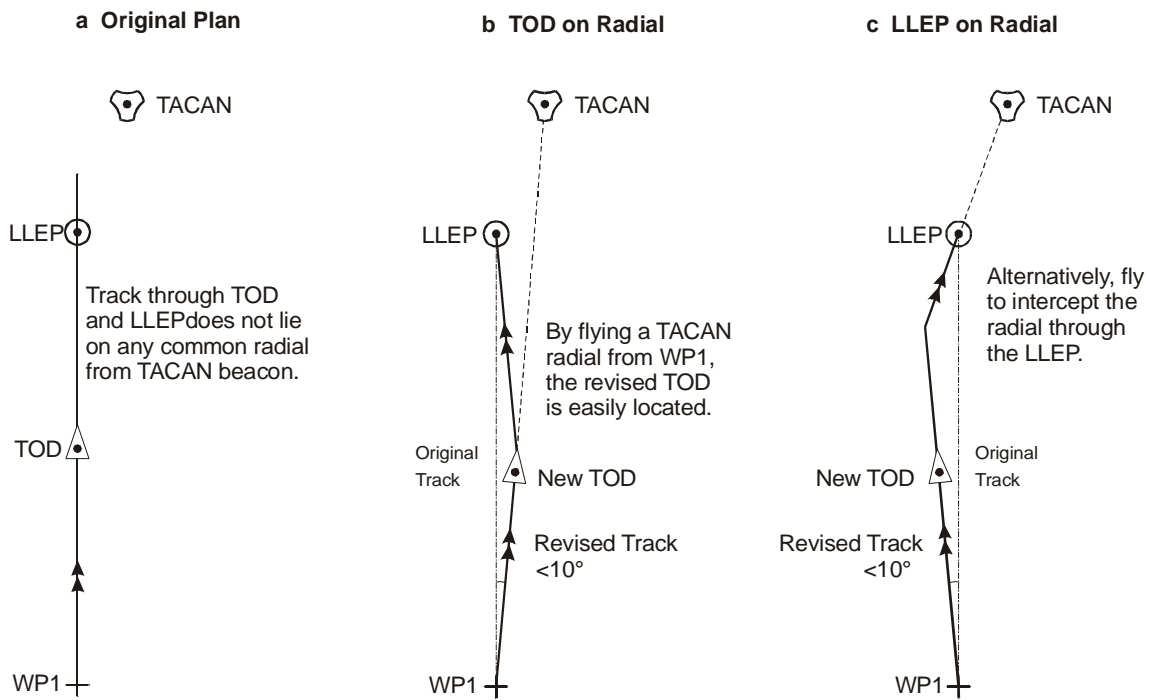 a Original Plan
TACAN
LLEP
Track through TOD
and LLEPdoes not lie
on any common radial
from TACAN beacon.
TOD
WP1
b TOD on Radial
TACAN
LLEP
By flying a TACAN
radial from WP1,
the revised TOD
is easily located.
Original
Track
New TOD
Revised Track
<10°
WP1
c LLEP on Radial
TACAN
LLEP
Alternatively, fly
to intercept the
radial through
the LLEP.
Original
Track
New TOD
Revised Track
<10°
WP1